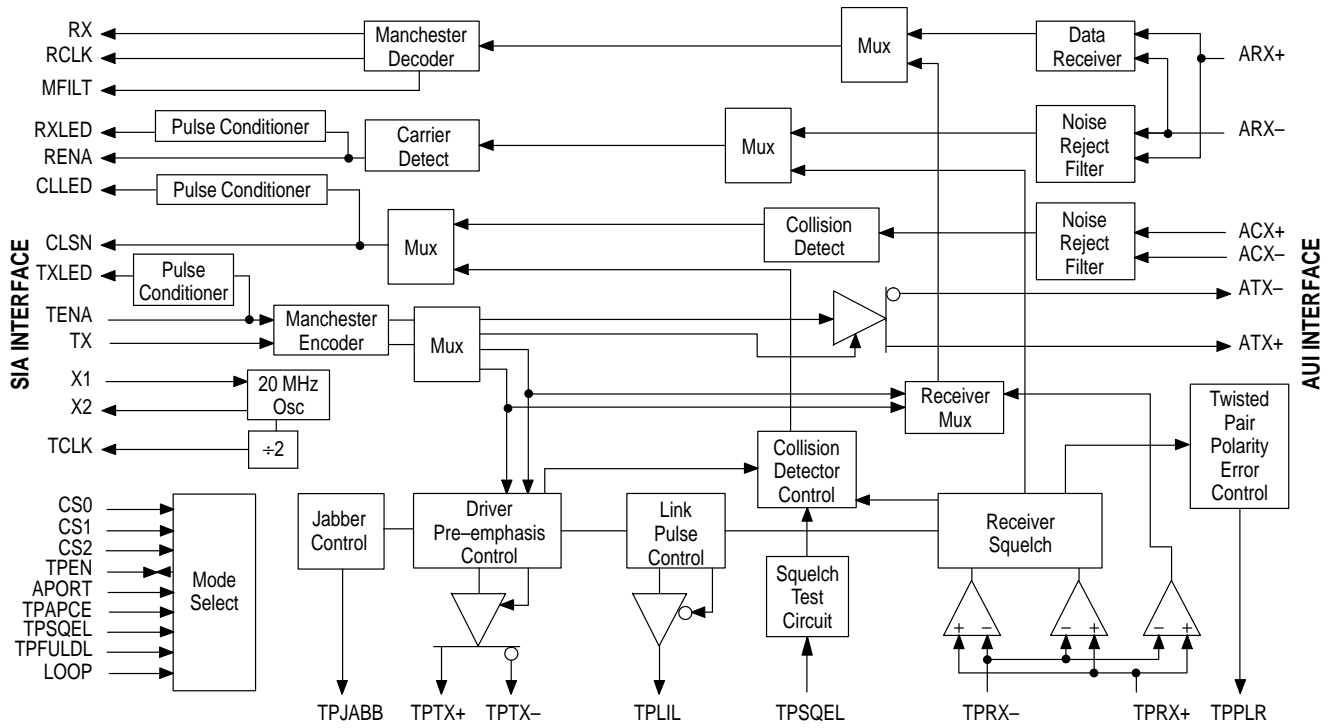 SIA INTERFACE
RX
RCLK
MFILT
RXLED
RENA
CLLED
CLSN
TXLED
TENA
TX
X1
X2
TCLK
CS0
CS1
CS2
TPEN
APORT
TPAPCE
TPSQEL
TPFULDL
LOOP
Manchester
Decoder
Mux
Data
Receiver
Pulse Conditioner
Carrier
Detect
Mux
Noise
Reject
Filter
Pulse Conditioner
Mux
Collision
Detect
Noise
Reject
Filter
Pulse
Conditioner
Manchester
Encoder
Mux
20 MHz
Osc
÷2
Receiver
Mux
Twisted
Pair
Polarity
Error
Control
Collision
Detector
Control
Mode
Select
Jabber
Control
Driver
Pre–emphasis
Control
Link
Pulse
Control
Receiver
Squelch
Squelch
Test
Circuit
+ –
– +
– +
ARX+
ARX–
ACX+
ACX–
ATX–
ATX+
AUI INTERFACE
TPJABB
TPTX+
TPTX–
TPLIL
TPSQEL
TPRX–
TPRX+
TPPLR